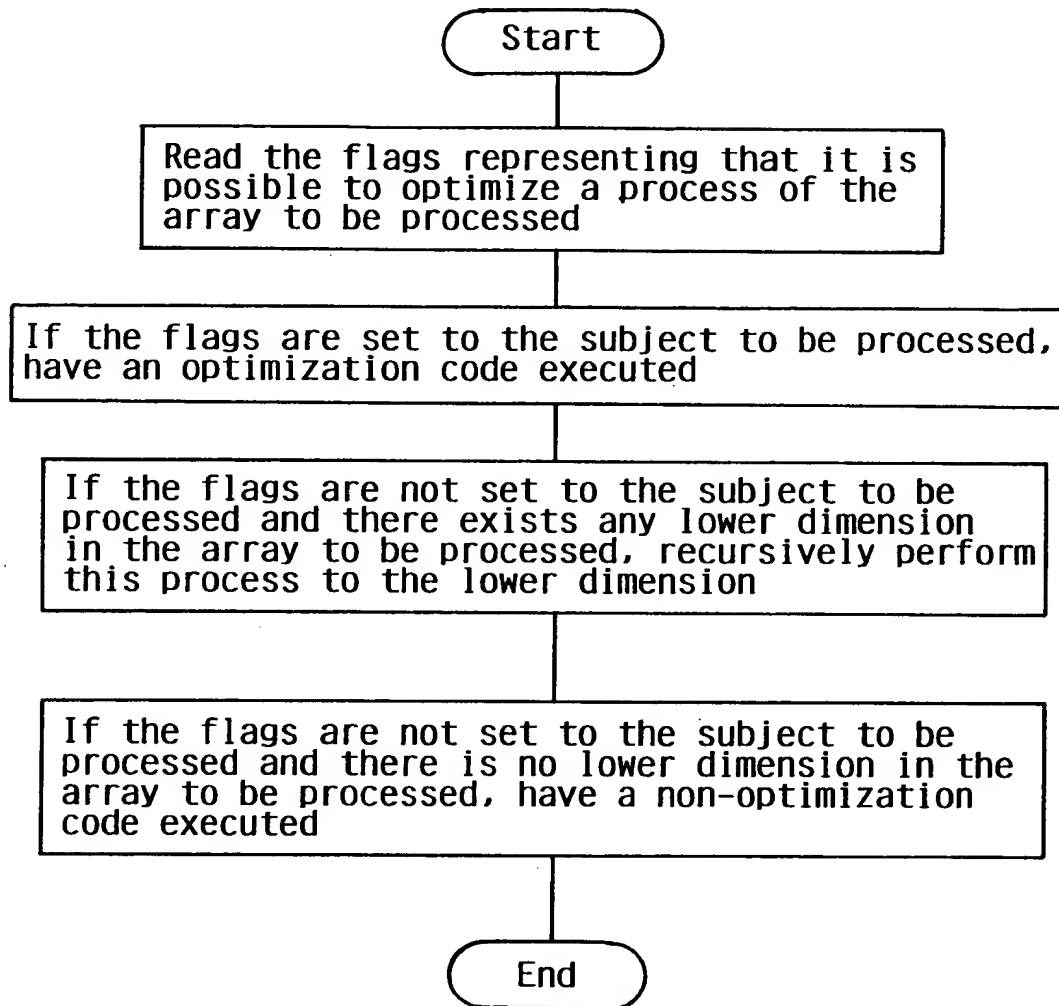 Start
Read the flags representing that it is
possible to optimize a process of the
array to be processed
If the flags are set to the subject to be processed,
have an optimization code executed
If the flags are not set to the subject to be
processed and there exists any lower dimension
in the array to be processed, recursively perform
this process to the lower dimension
If the flags are not set to the subject to be
processed and there is no lower dimension in the
array to be processed, have a non-optimization
code executed
End